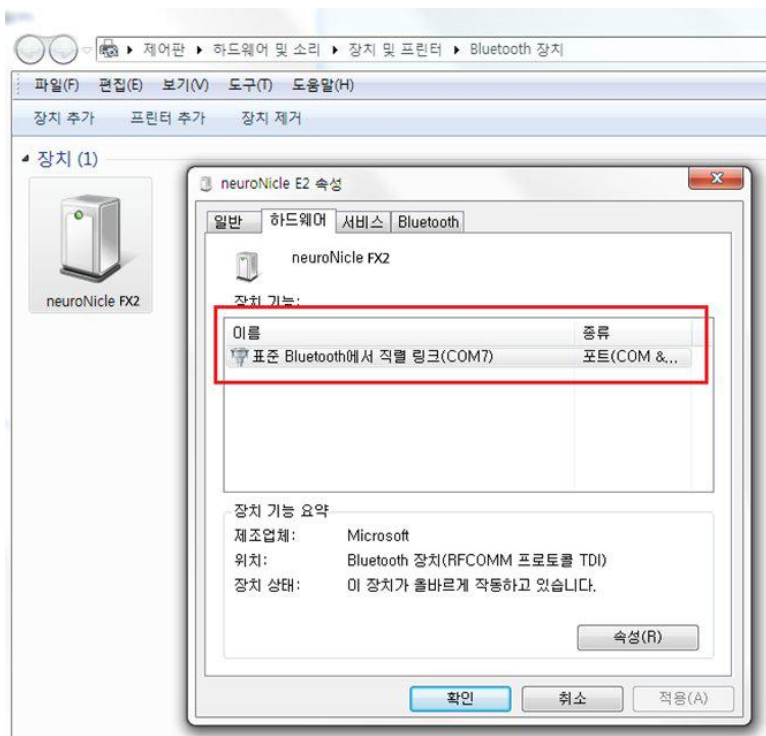 ▸ 제어판 ▸ 하드웨어 및 소리 ▸ 장치 및 프린터 ▸ Bluetooth 장치
파일(F) 편집(E) 보기(V) 도구(T) 도움말(H)
장치 추가 프린터 추가 장치 제거
장치 (1)
neuroNicle FX2
neuroNicle E2 속성
일반 하드웨어 서비스 Bluetooth
neuroNicle FX2
장치 기능:
이름 종류
표준 Bluetooth에서 직렬 링크(COM7) 포트(COM &...
장치 기능 요약
제조업체: Microsoft
위치: Bluetooth 장치(RFCOMM 프로토콜 TDI)
장치 상태: 이 장치가 올바르게 작동하고 있습니다.
속성(R)
확인 취소 적용(A)